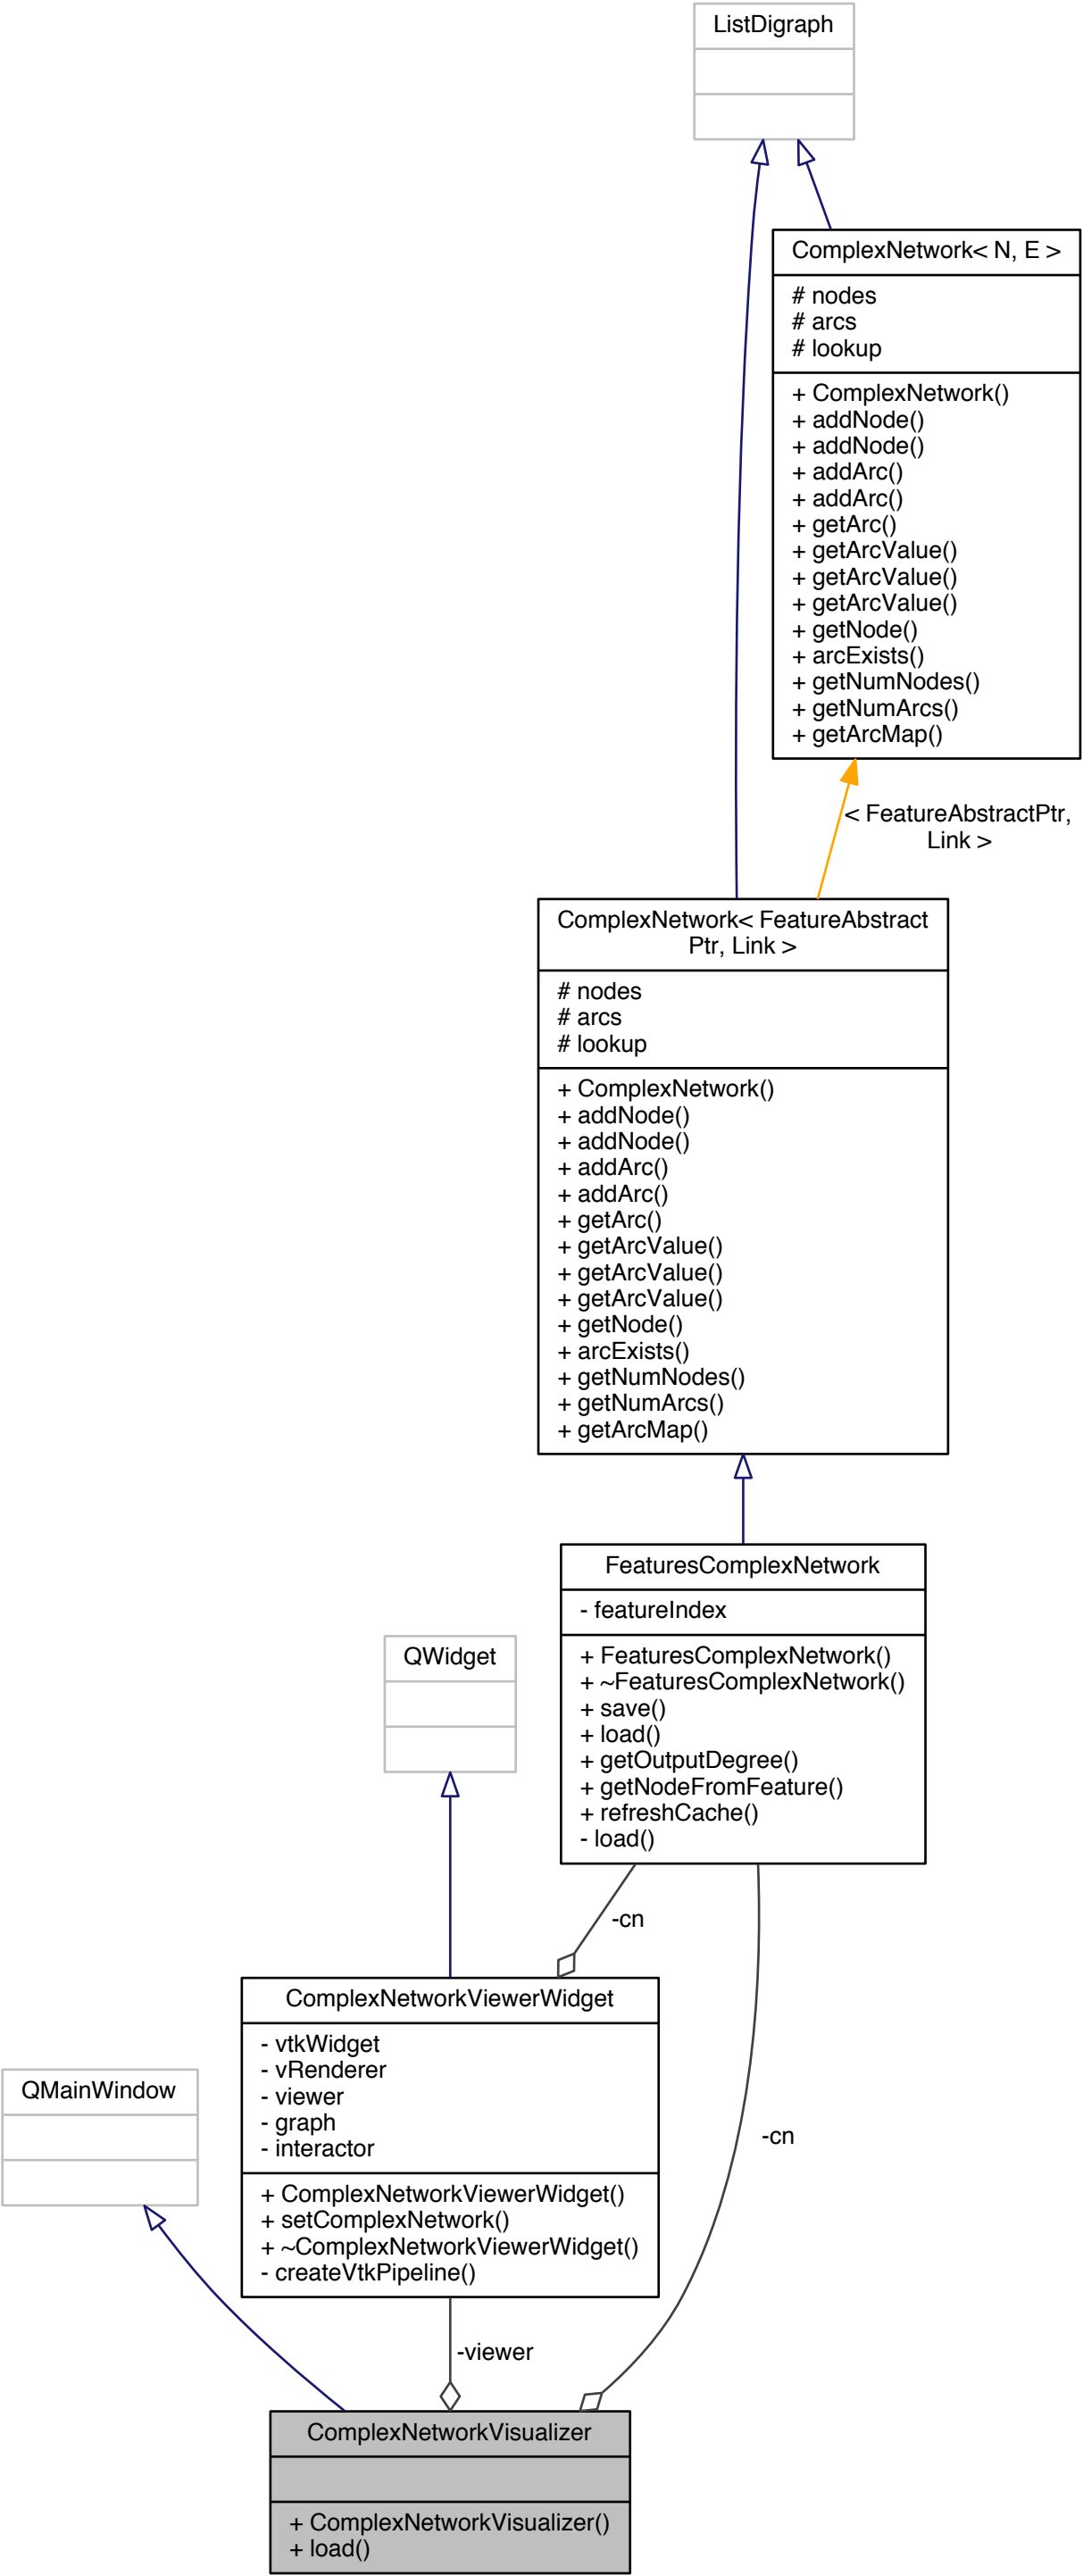 ListDigraph
ComplexNetwork< N, E >
# nodes
# arcs
# lookup
+ ComplexNetwork()
+ addNode()
+ addNode()
+ addArc()
+ addArc()
+ getArc()
+ getArcValue()
+ getArcValue()
+ getArcValue()
+ getNode()
+ arcExists()
+ getNumNodes()
+ getNumArcs()
+ getArcMap()
< FeatureAbstractPtr,
Link >
ComplexNetwork< FeatureAbstract
Ptr, Link >
# nodes
# arcs
# lookup
+ ComplexNetwork()
+ addNode()
+ addNode()
+ addArc()
+ addArc()
+ getArc()
+ getArcValue()
+ getArcValue()
+ getArcValue()
+ getNode()
+ arcExists()
+ getNumNodes()
+ getNumArcs()
+ getArcMap()
FeaturesComplexNetwork
- featureIndex
+ FeaturesComplexNetwork()
+ ~FeaturesComplexNetwork()
+ save()
+ load()
+ getOutputDegree()
+ getNodeFromFeature()
+ refreshCache()
- load()
QWidget
-cn
ComplexNetworkViewerWidget
- vtkWidget
- vRenderer
- viewer
- graph
- interactor
+ ComplexNetworkViewerWidget()
+ setComplexNetwork()
+ ~ComplexNetworkViewerWidget()
- createVtkPipeline()
QMainWindow
-cn
-viewer
ComplexNetworkVisualizer
+ ComplexNetworkVisualizer()
+ load()